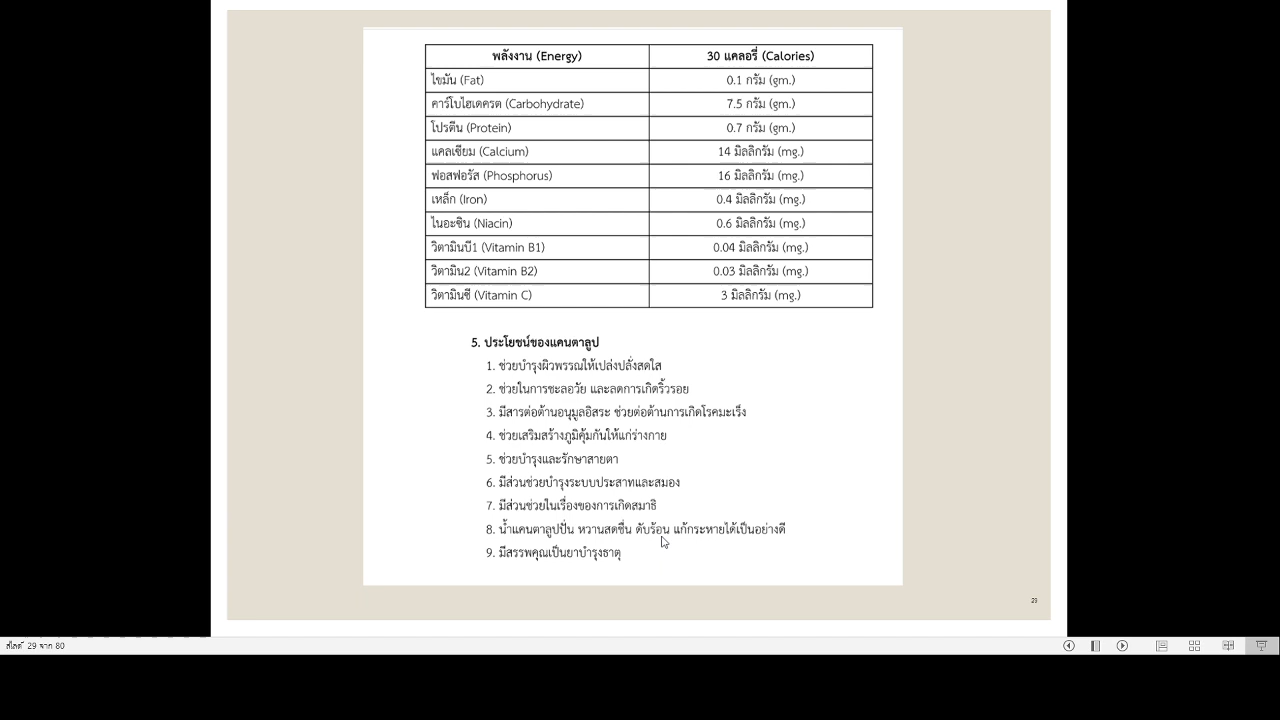 พลังงาน (Energy) 30 แคลอรี่ (Calories)
ไขมัน (Fat) 0.1 กรัม (gm.)
คาร์โบไฮเดครต (Carbohydrate) 7.5 กรัม (gm.)
โปรตีน (Protein) 0.7 กรัม (gm.)
แคลเซียม (Calcium) 14 มิลลิกรัม (mg.)
ฟอสฟอรัส (Phosphorus) 16 มิลลิกรัม (mg.)
เหล็ก (Iron) 0.4 มิลลิกรัม (mg.)
ไนอะซิน (Niacin) 0.6 มิลลิกรัม (mg.)
วิตามินบี1 (Vitamin B1) 0.04 มิลลิกรัม (mg.)
วิตามิน2 (Vitamin B2) 0.03 มิลลิกรัม (mg.)
วิตามินซี (Vitamin C) 3 มิลลิกรัม (mg.)
5. ประโยชน์ของแคนตาลูป
1. ช่วยบำรุงผิวพรรณให้เปล่งปลั่งสดใส
2. ช่วยในการชะลอวัย และลดการเกิดริ้วรอย
3. มีสารต่อต้านอนุมูลอิสระ ช่วยต่อต้านการเกิดโรคมะเร็ง
4. ช่วยเสริมสร้างภูมิคุ้มกันให้แก่ร่างกาย
5. ช่วยบำรุงและรักษาสายตา
6. มีส่วนช่วยบำรุงระบบประสาทและสมอง
7. มีส่วนช่วยในเรื่องของการเกิดสมาธิ
8. น้ำแคนตาลูปปั่น หวานสดชื่น ดับร้อน แก้กระหายได้เป็นอย่างดี
9. มีสรรพคุณเป็นยาบำรุงธาตุ
29
สไลด์ 29 จาก 80